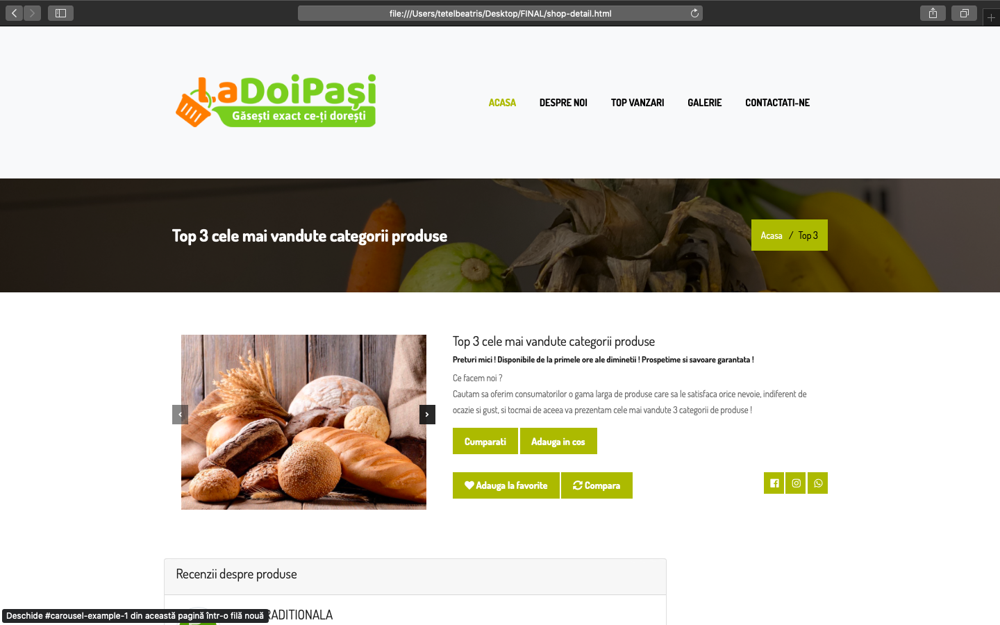 file:///Users/tetelbeatris/Desktop/FINAL/shop-detail.html
LaDoiPași
Găsești exact ce-ți dorești
ACASA DESPRE NOI TOP VANZARI GALERIE CONTACTATI-NE
Top 3 cele mai vandute categorii produse
Acasa / Top 3
Top 3 cele mai vandute categorii produse
Preturi mici ! Disponibile de la primele ore ale diminetii ! Prospetime si savoare garantata !
Ce facem noi ?
Cautam sa oferim consumatorilor o gama larga de produse care sa le satisfaca orice nevoie, indiferent de
ocazie si gust, si tocmai de aceea va prezentam cele mai vandute 3 categorii de produse !
Cumparati Adauga in cos
Adauga la favorite Compara
Recenzii despre produse
RADITIONALA
Deschide #carousel-example-1 din această pagină într-o filă nouă